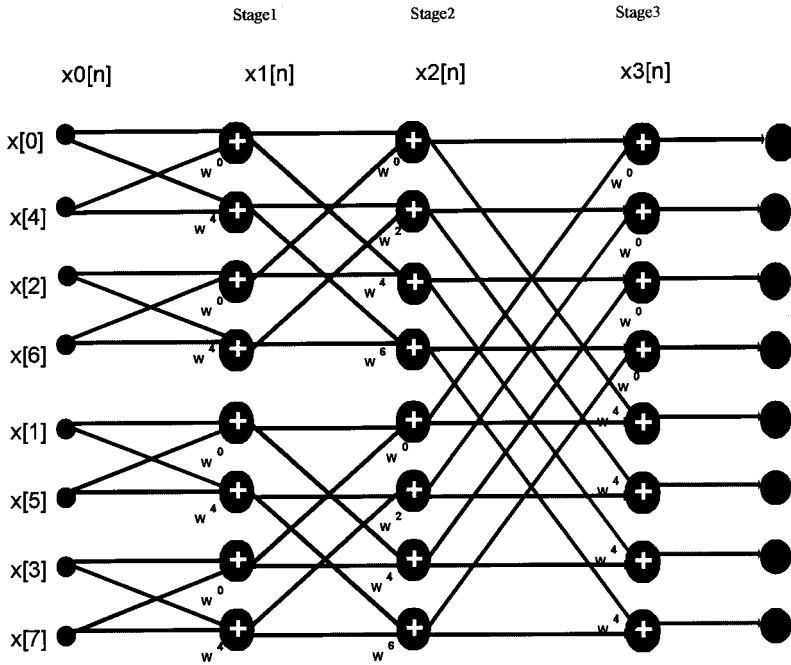 Stage1 Stage2 Stage3
x0[n] x1[n] x2[n] x3[n]
x[0]
+ + +
w 0 w 0 w 0
x[4]
+ + +
w 4 w 2 w 0
x[2]
+ + +
w 0 w 4 w 0
x[6]
+ + +
w 4 w 6 w 0
x[1]
+ + +
w 4
w 0 w 0
x[5]
+ + +
w 4
w 4 w 2
x[3]
+ + +
w 4
w 0 w 4
x[7]
+ + +
w 4
w 4 w 6